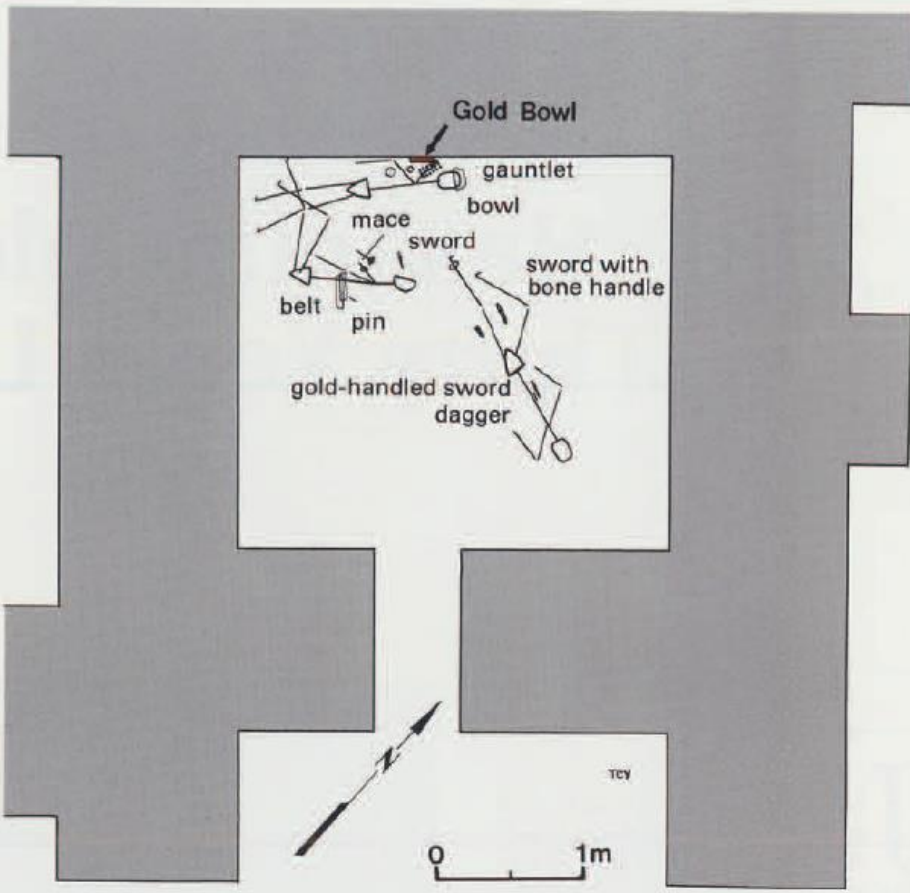 Gold Bowl
gauntlet
bowl
mace
sword
sword with
bone handle
belt
pin
gold-handled sword
dagger
N
TCY
0 1m